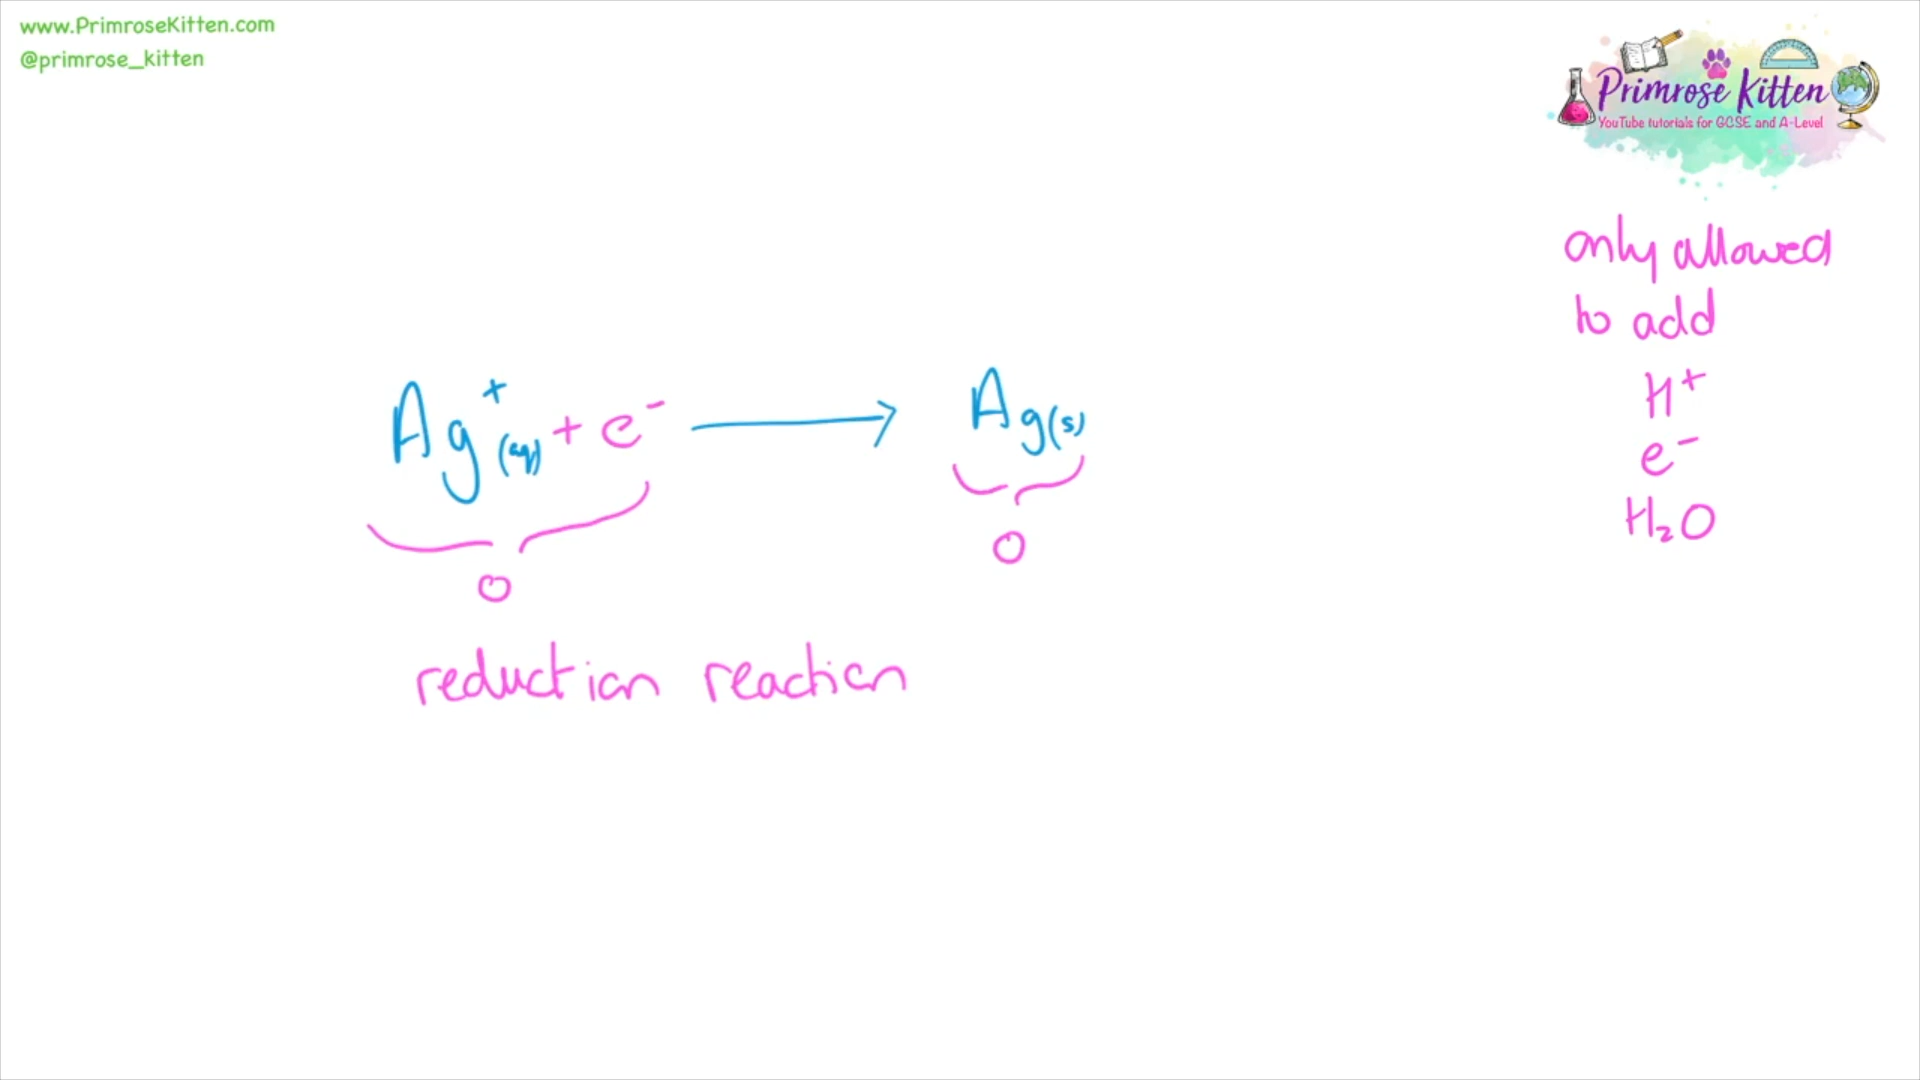 www.PrimroseKitten.com
@primrose_kitten
Primrose Kitten
YouTube tutorials for GCSE and A-Level
only allowed
to add
H⁺
e⁻
H₂O
Ag⁺(aq) + e⁻ → Ag(s)
0 0
reduction reaction